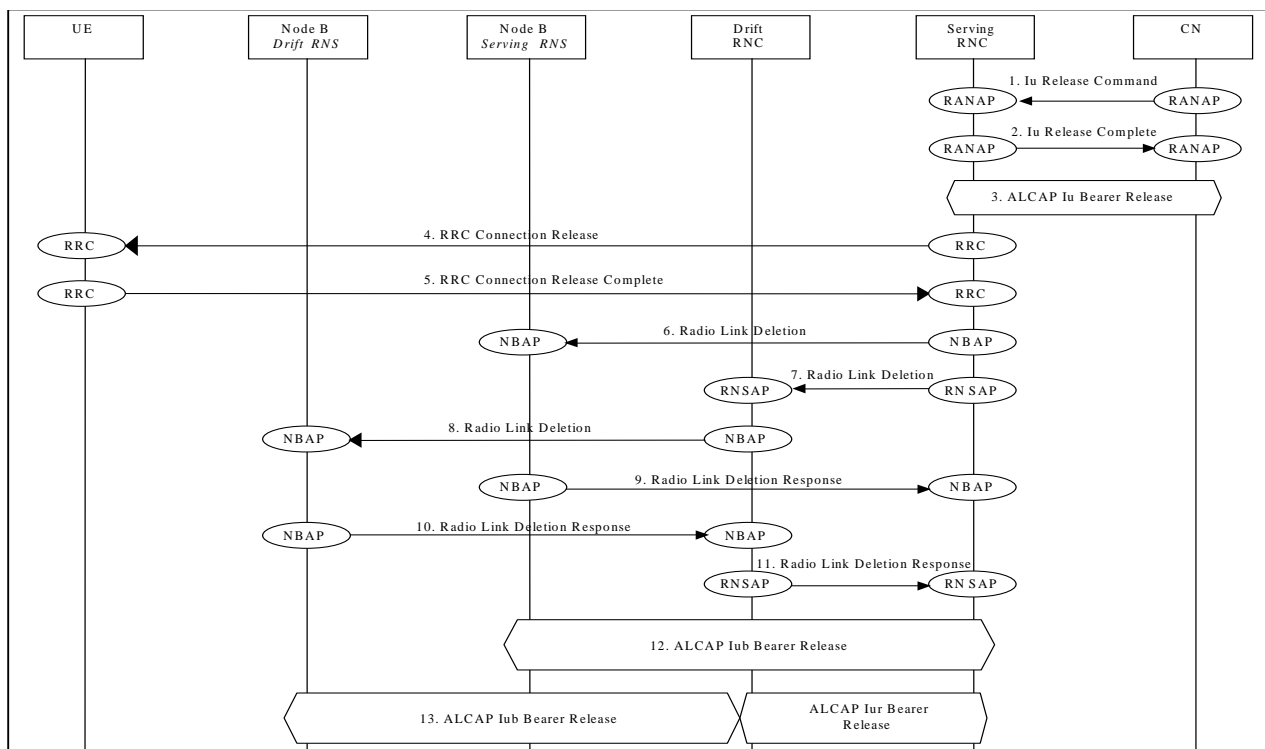 UE
Node B
Drift RNS
Node B
Serving RNS
Drift
RNC
Serving
RNC
CN
1. Iu Release Command
RANAP
RANAP
2. Iu Release Complete
RANAP
RANAP
3. ALCAP Iu Bearer Release
4. RRC Connection Release
RRC
RRC
5. RRC Connection Release Complete
RRC
RRC
6. Radio Link Deletion
NBAP
NBAP
7. Radio Link Deletion
RNSAP
RNSAP
8. Radio Link Deletion
NBAP
NBAP
9. Radio Link Deletion Response
NBAP
NBAP
10. Radio Link Deletion Response
NBAP
NBAP
11. Radio Link Deletion Response
RNSAP
RNSAP
12. ALCAP Iub Bearer Release
13. ALCAP Iub Bearer Release
ALCAP Iur Bearer
Release